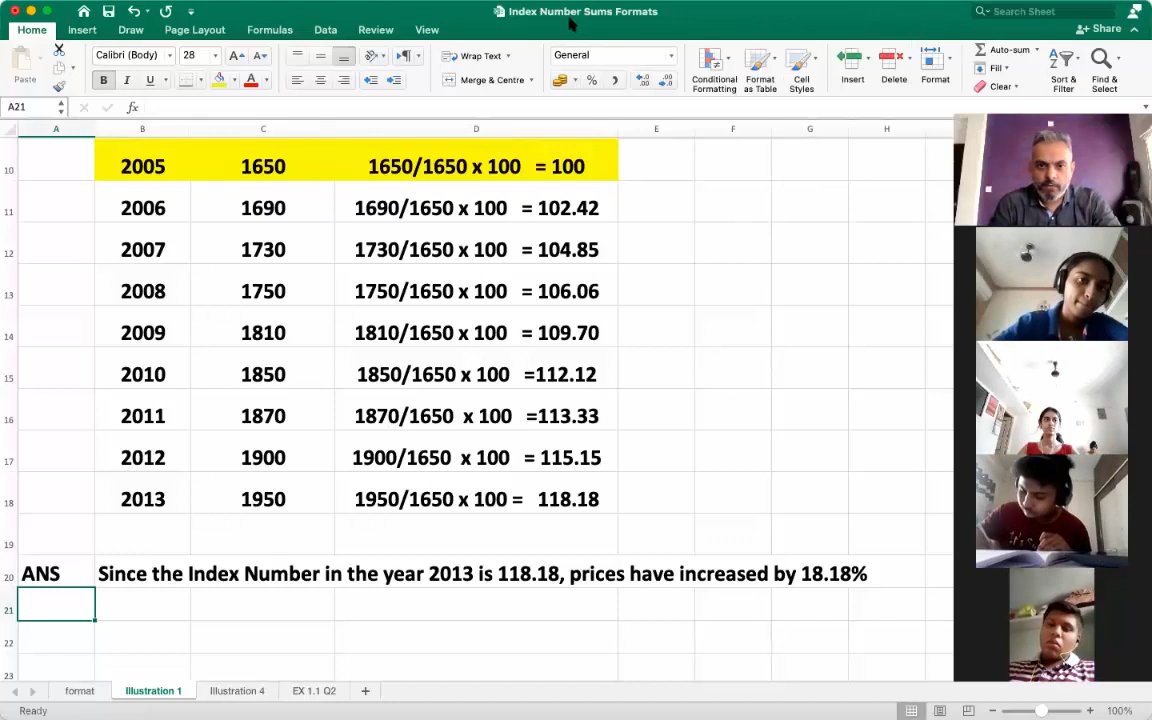 Index Number Sums Formats
Search Sheet
Home Insert Draw Page Layout Formulas Data Review View
Share
Paste
Calibri (Body) 28 A A
B I U A
Wrap Text
Merge & Centre
General
%
Conditional Formatting
Format as Table
Cell Styles
Insert
Delete
Format
Auto-sum
Fill
Clear
Sort & Filter
Find & Select
A21 fx
A B C D E F G H
10 2005 1650 1650/1650 x 100 = 100
11 2006 1690 1690/1650 x 100 = 102.42
12 2007 1730 1730/1650 x 100 = 104.85
13 2008 1750 1750/1650 x 100 = 106.06
14 2009 1810 1810/1650 x 100 = 109.70
15 2010 1850 1850/1650 x 100 =112.12
16 2011 1870 1870/1650 x 100 =113.33
17 2012 1900 1900/1650 x 100 = 115.15
18 2013 1950 1950/1650 x 100 = 118.18
19
20 ANS Since the Index Number in the year 2013 is 118.18, prices have increased by 18.18%
21
22
23
format Illustration 1 Illustration 4 EX 1.1 Q2 +
Ready
100%